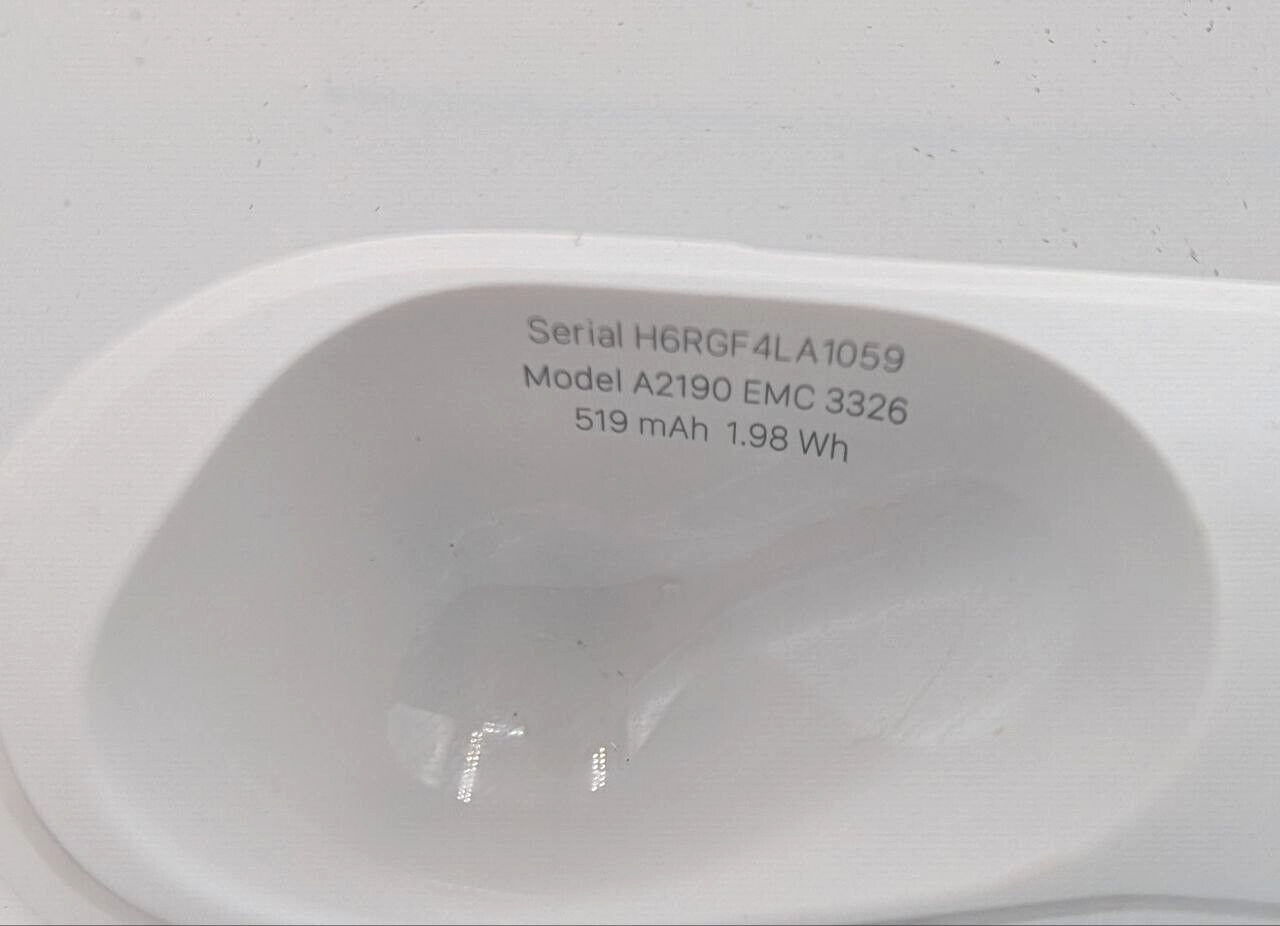 Serial H6RGF4LA1059
Model A2190 EMC 3326
519 mAh 1.98 Wh